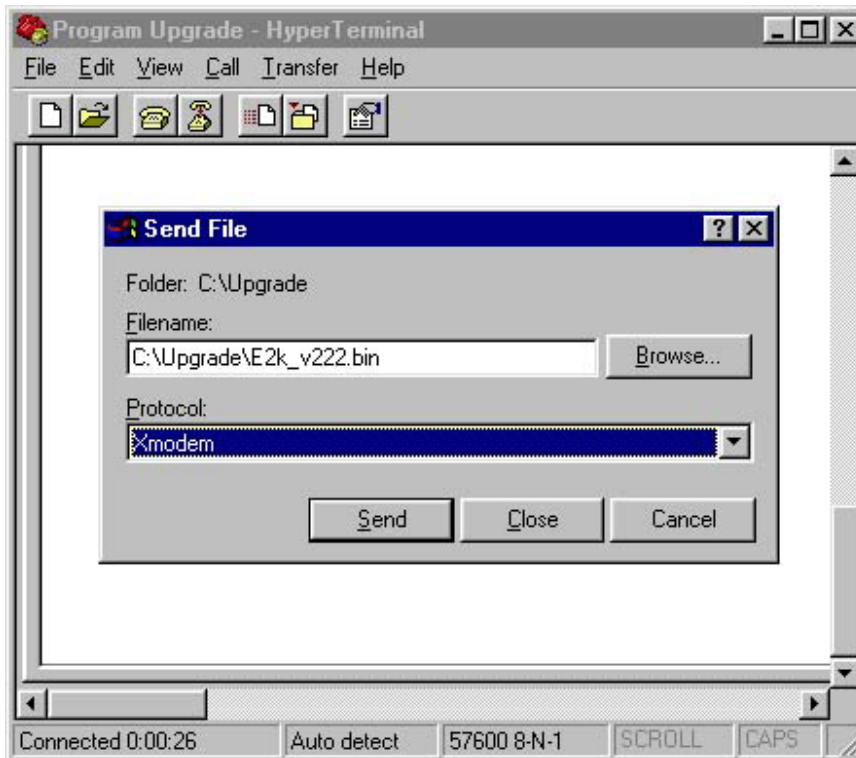 Program Upgrade - HyperTerminal
File Edit View Call Transfer Help
Send File
Folder: C:\Upgrade
Filename:
C:\Upgrade\E2k_v222.bin
Browse...
Protocol:
Xmodem
Send Close Cancel
Connected 0:00:26 Auto detect 57600 8-N-1 SCROLL CAPS